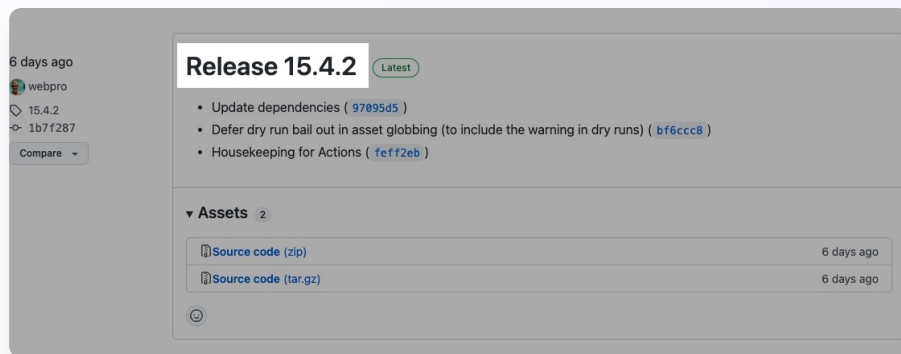 6 days ago
webpro
15.4.2
1b7f287
Compare
Release 15.4.2 Latest
• Update dependencies ( 97095d5 )
• Defer dry run bail out in asset globbing (to include the warning in dry runs) ( bf6ccc8 )
• Housekeeping for Actions ( feff2eb )
Assets 2
Source code (zip) 6 days ago
Source code (tar.gz) 6 days ago